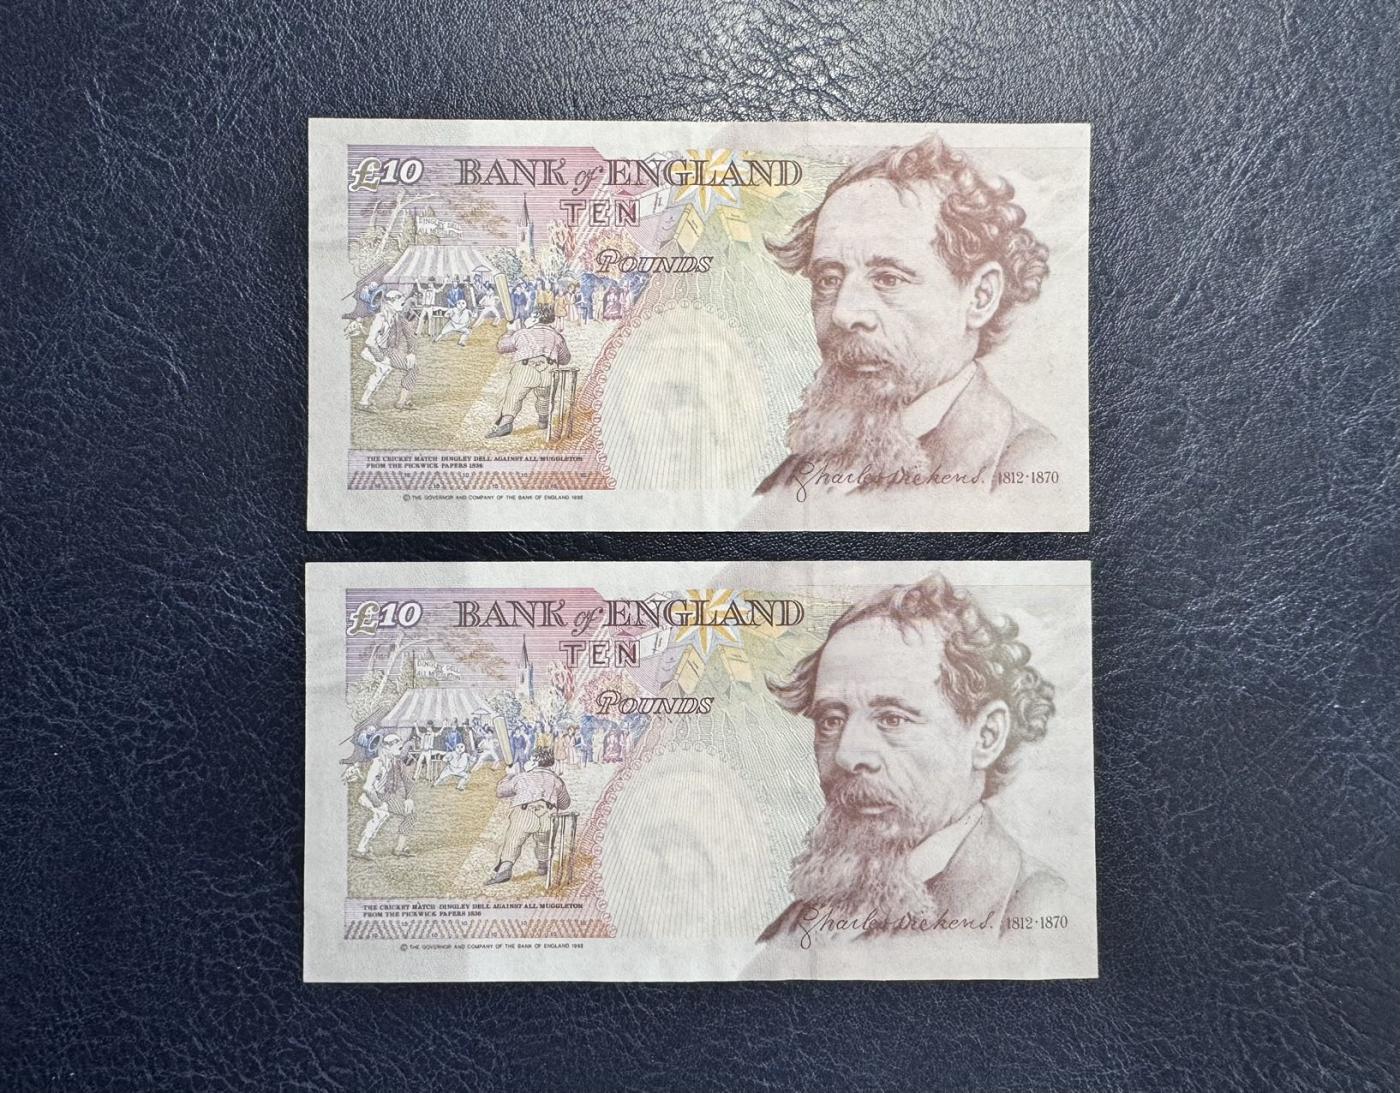 £10 BANK of ENGLAND
TEN
POUNDS
THE CRICKET MATCH DINGLEY DELL AGAINST ALL MUGGLETON
FROM THE PICKWICK PAPERS 1836
Charles Dickens. 1812·1870
© THE GOVERNOR AND COMPANY OF THE BANK OF ENGLAND 1993
£10 BANK of ENGLAND
TEN
POUNDS
THE CRICKET MATCH DINGLEY DELL AGAINST ALL MUGGLETON
FROM THE PICKWICK PAPERS 1836
Charles Dickens. 1812·1870
© THE GOVERNOR AND COMPANY OF THE BANK OF ENGLAND 1993